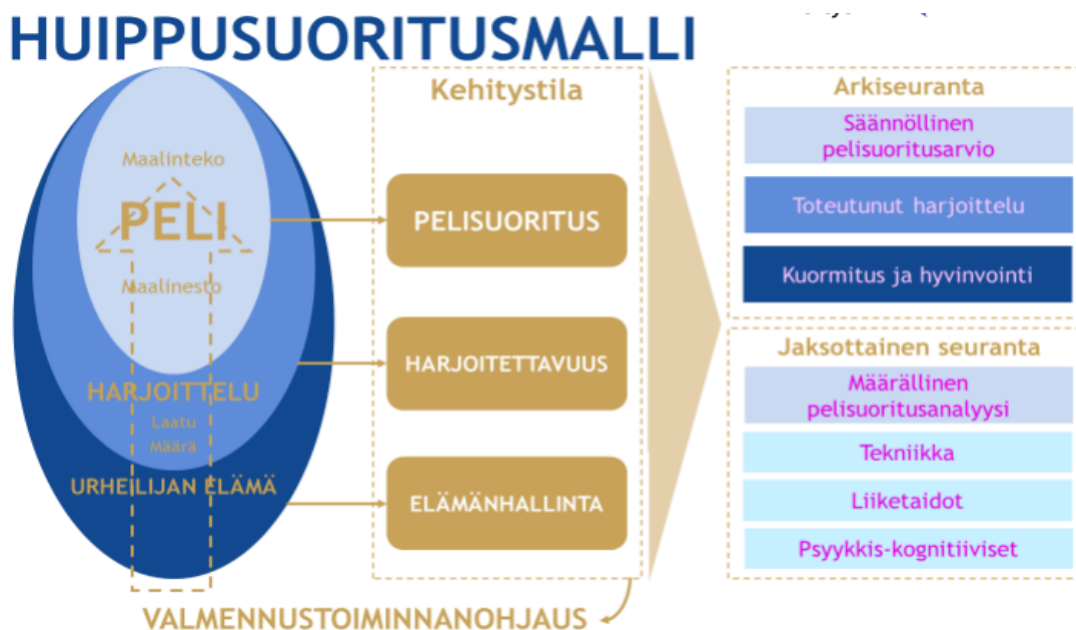 HUIPPUSUORITUSMALLI
Maalinteko
PELI
Maalinesto
HARJOITTELU
Laatu
Määrä
URHEILIJAN ELÄMÄ
Kehitystila
PELISUORITUS
HARJOITETTAVUUS
ELÄMÄNHALLINTA
VALMENNUSTOIMINNANOHJAUS
Arkiseuranta
Säännöllinen
pelisuoritusarvio
Toteutunut harjoittelu
Kuormitus ja hyvinvointi
Jaksottainen seuranta
Määrällinen
pelisuoritusanalyysi
Tekniikka
Liiketaidot
Psyykkis-kognitiiviset